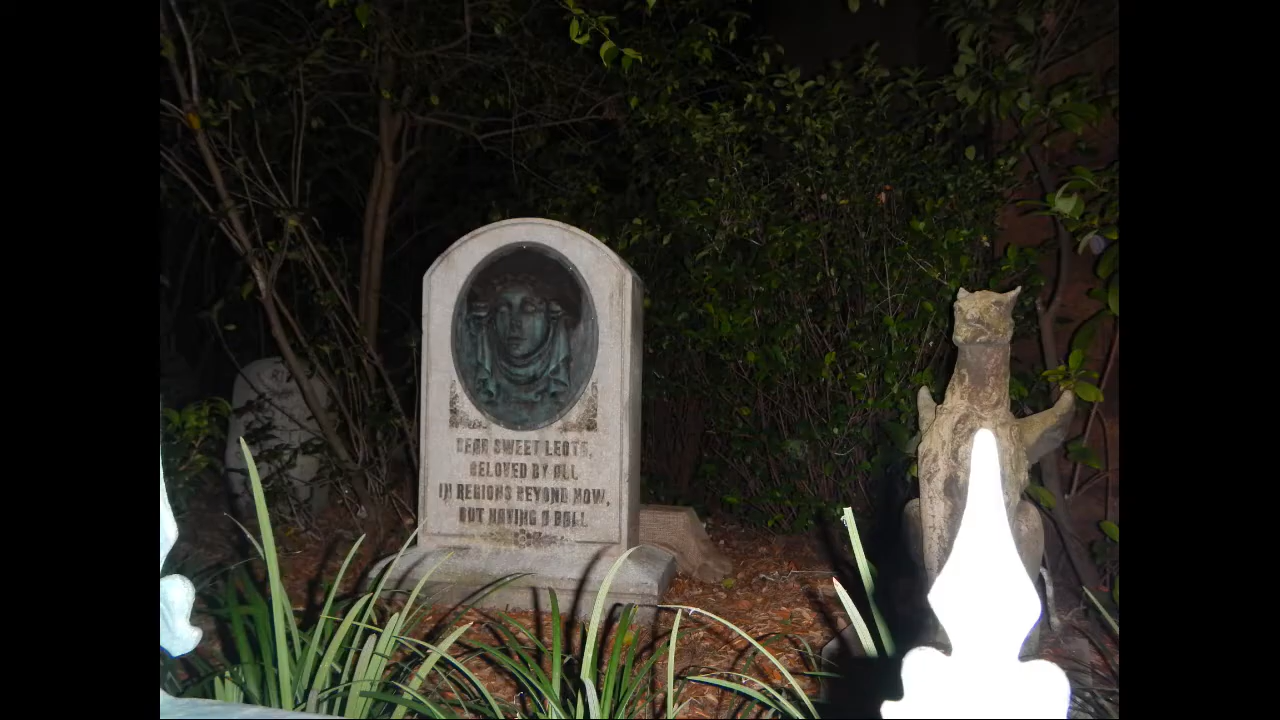 DEAR SWEET LEOTA,
BELOVED BY ALL
IN REGIONS BEYOND NOW,
BUT HAVING A BALL